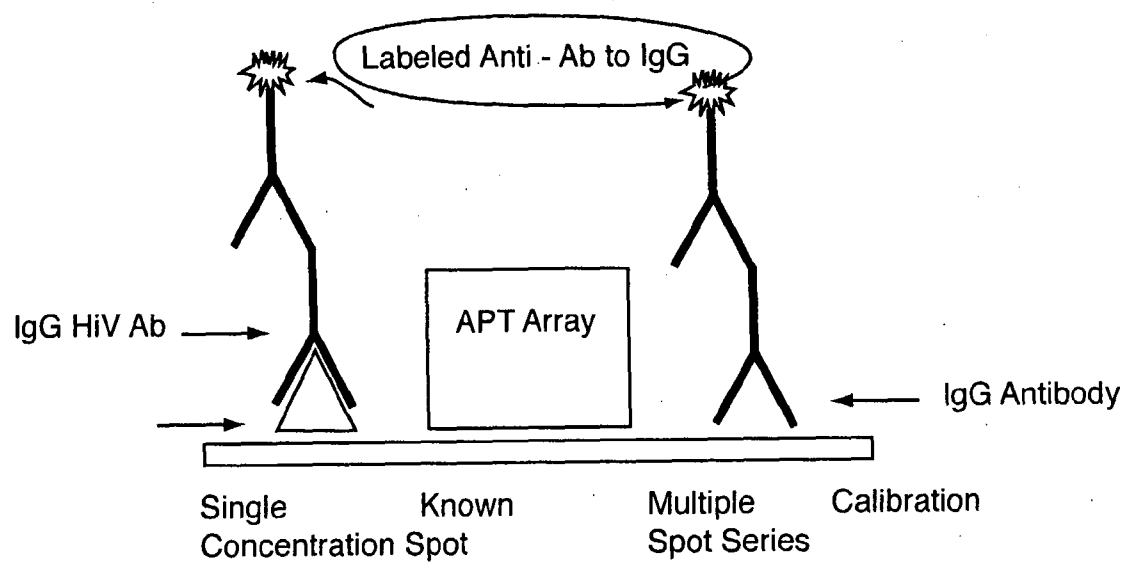 Labeled Anti - Ab to IgG
IgG HiV Ab
APT Array
IgG Antibody
Single Known Multiple Calibration
Concentration Spot Spot Series